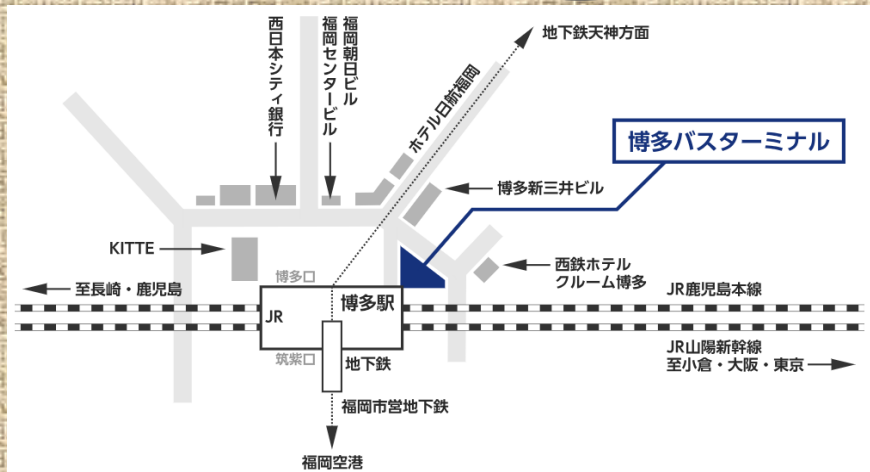 西日本シティ銀行
福岡センタービル
福岡朝日ビル
ホテル日航福岡
地下鉄天神方面
博多バスターミナル
博多新三井ビル
KITTE
西鉄ホテル
クルーム博多
至長崎・鹿児島
博多口
博多駅
JR
JR鹿児島本線
筑紫口
地下鉄
JR山陽新幹線
至小倉・大阪・東京
福岡市営地下鉄
福岡空港